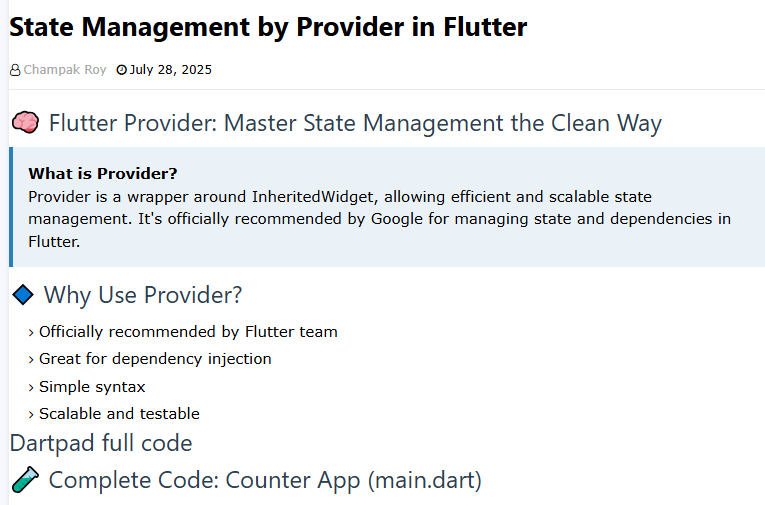 State Management by Provider in Flutter
Champak Roy July 28, 2025
Flutter Provider: Master State Management the Clean Way
What is Provider?
Provider is a wrapper around InheritedWidget, allowing efficient and scalable state
management. It's officially recommended by Google for managing state and dependencies in
Flutter.
Why Use Provider?
› Officially recommended by Flutter team
› Great for dependency injection
› Simple syntax
› Scalable and testable
Dartpad full code
Complete Code: Counter App (main.dart)